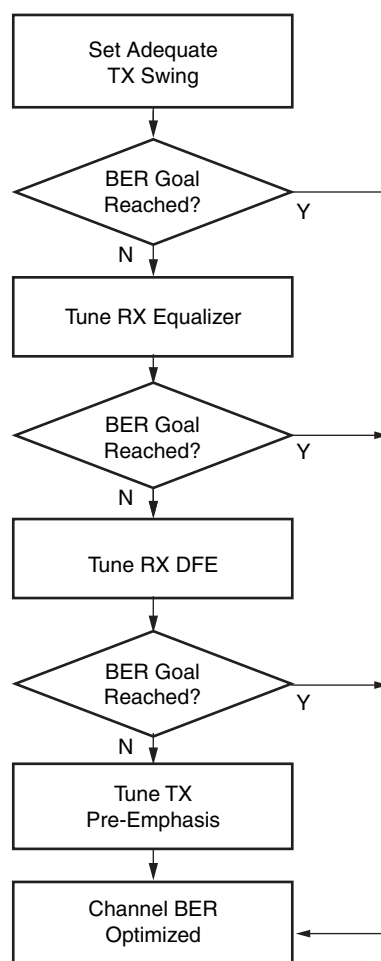 Set Adequate
TX Swing
BER Goal
Reached?
Y
N
Tune RX Equalizer
BER Goal
Reached?
Y
N
Tune RX DFE
BER Goal
Reached?
Y
N
Tune TX
Pre-Emphasis
Channel BER
Optimized